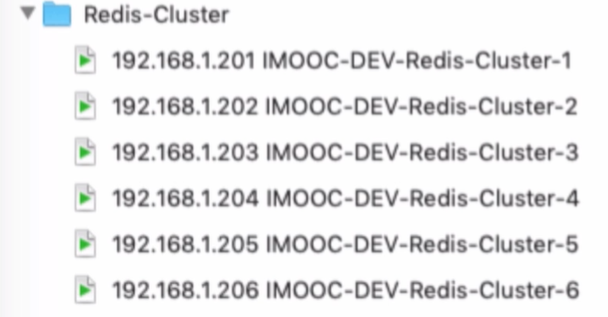 Redis-Cluster
192.168.1.201 IMOOC-DEV-Redis-Cluster-1
192.168.1.202 IMOOC-DEV-Redis-Cluster-2
192.168.1.203 IMOOC-DEV-Redis-Cluster-3
192.168.1.204 IMOOC-DEV-Redis-Cluster-4
192.168.1.205 IMOOC-DEV-Redis-Cluster-5
192.168.1.206 IMOOC-DEV-Redis-Cluster-6